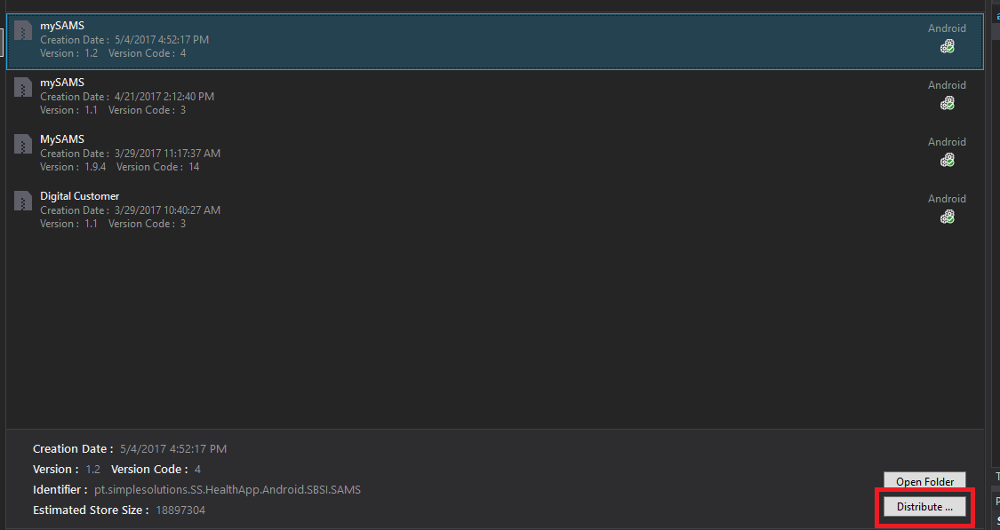 mySAMS
Android
Creation Date : 5/4/2017 4:52:17 PM
Version : 1.2 Version Code : 4
mySAMS
Android
Creation Date : 4/21/2017 2:12:40 PM
Version : 1.1 Version Code : 3
MySAMS
Android
Creation Date : 3/29/2017 11:17:37 AM
Version : 1.9.4 Version Code : 14
Digital Customer
Android
Creation Date : 3/29/2017 10:40:27 AM
Version : 1.1 Version Code : 3
Creation Date : 5/4/2017 4:52:17 PM
Version : 1.2 Version Code : 4
Identifier : pt.simplesolutions.SS.HealthApp.Android.SBSI.SAMS
Estimated Store Size : 18897304
Open Folder
Distribute ...